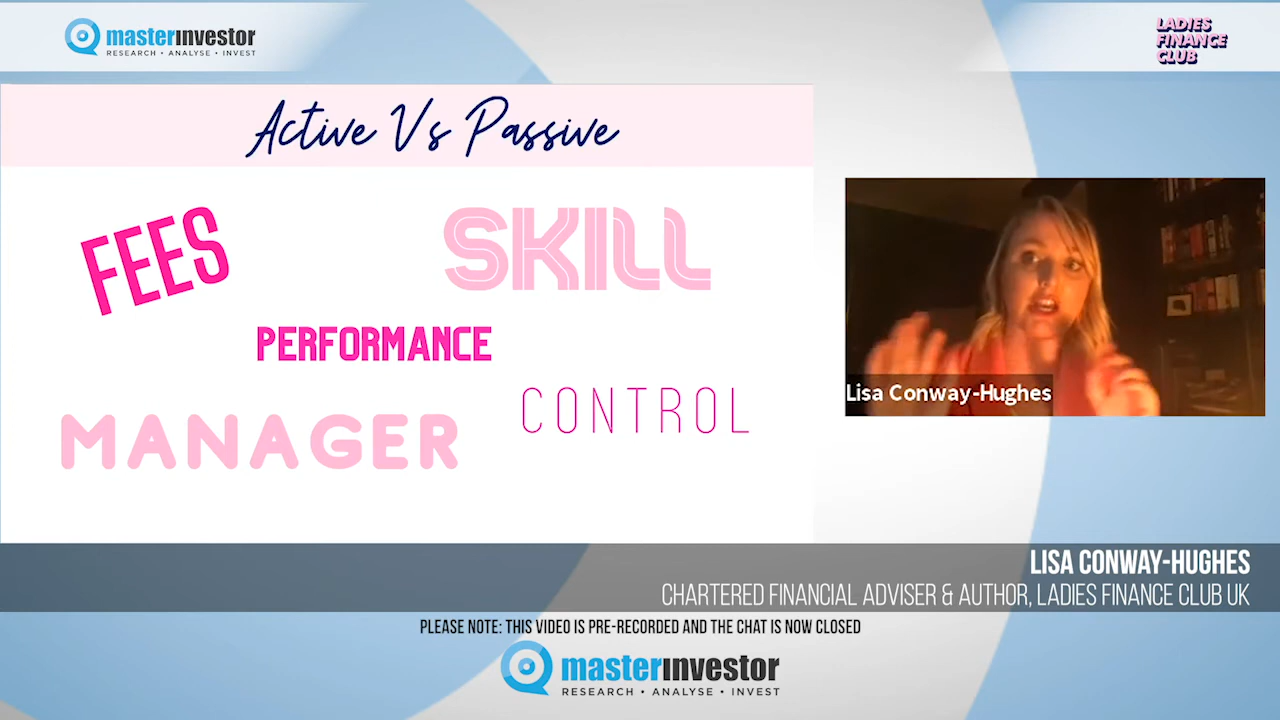 masterinvestor
RESEARCH • ANALYSE • INVEST
LADIES
FINANCE
CLUB
Active Vs Passive
FEES
SKILL
PERFORMANCE
CONTROL
MANAGER
Lisa Conway-Hughes
LISA CONWAY-HUGHES
CHARTERED FINANCIAL ADVISER & AUTHOR, LADIES FINANCE CLUB UK
PLEASE NOTE: THIS VIDEO IS PRE-RECORDED AND THE CHAT IS NOW CLOSED
masterinvestor
RESEARCH • ANALYSE • INVEST